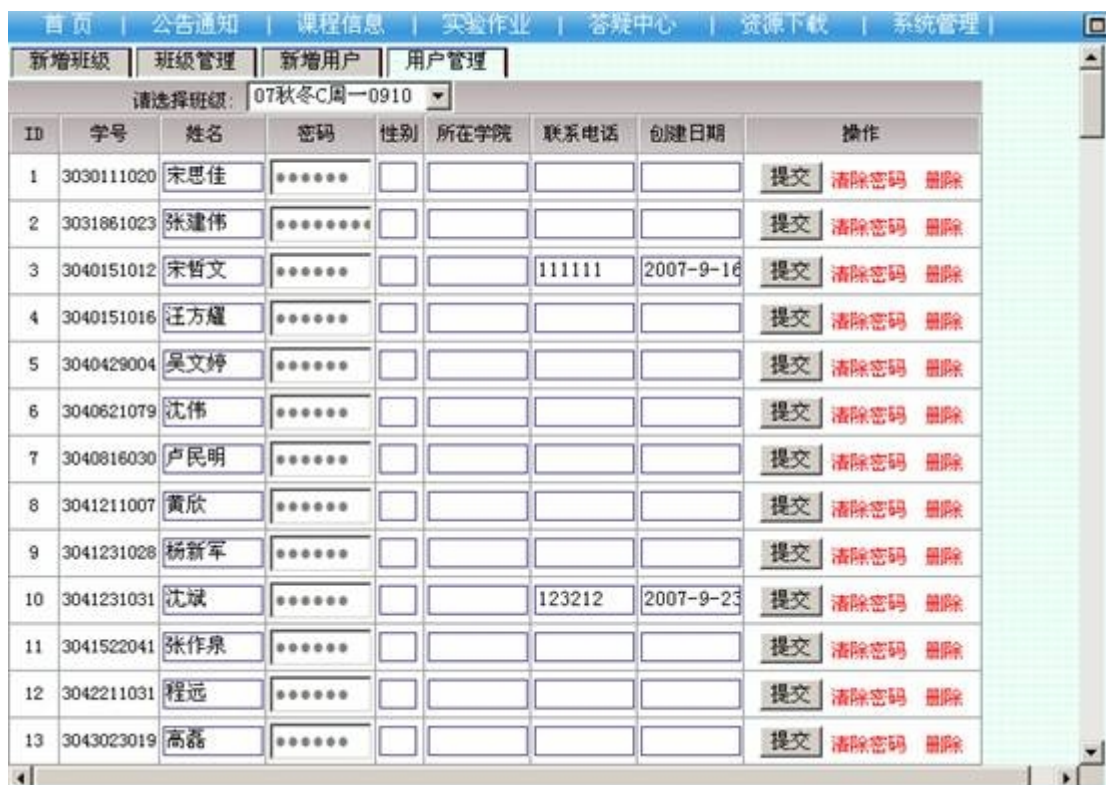 首 页 | 公告通知 | 课程信息 | 实验作业 | 答疑中心 | 资源下载 | 系统管理 |
新增班级 班级管理 新增用户 用户管理
请选择班级: 07秋冬C周一0910
ID 学号 姓名 密码 性别 所在学院 联系电话 创建日期 操作
1 3030111020 宋思佳 ●●●●●● 提交 清除密码 删除
2 3031861023 张建伟 ●●●●●●●● 提交 清除密码 删除
3 3040151012 宋哲文 ●●●●●● 111111 2007-9-16 提交 清除密码 删除
4 3040151016 汪方耀 ●●●●●● 提交 清除密码 删除
5 3040429004 吴文婷 ●●●●●● 提交 清除密码 删除
6 3040621079 沈伟 ●●●●●● 提交 清除密码 删除
7 3040816030 卢民明 ●●●●●● 提交 清除密码 删除
8 3041211007 黄欣 ●●●●●● 提交 清除密码 删除
9 3041231028 杨新军 ●●●●●● 提交 清除密码 删除
10 3041231031 沈斌 ●●●●●● 123212 2007-9-23 提交 清除密码 删除
11 3041522041 张作泉 ●●●●●● 提交 清除密码 删除
12 3042211031 程远 ●●●●●● 提交 清除密码 删除
13 3043023019 高磊 ●●●●●● 提交 清除密码 删除